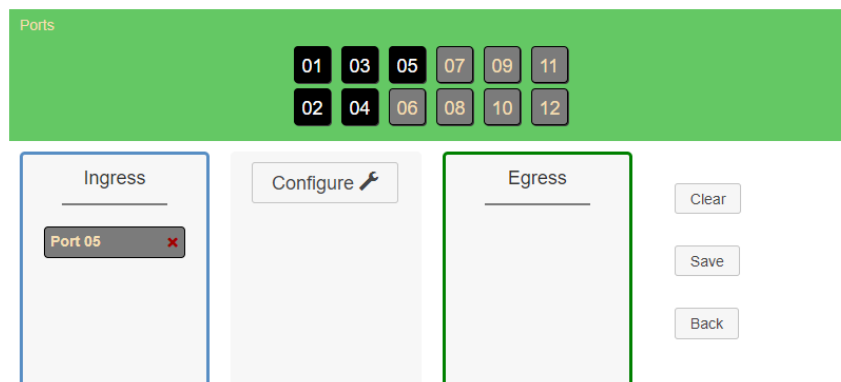 Ports
01 03 05 07 09 11
02 04 06 08 10 12
Ingress
Configure
Egress
Port 05
Clear
Save
Back